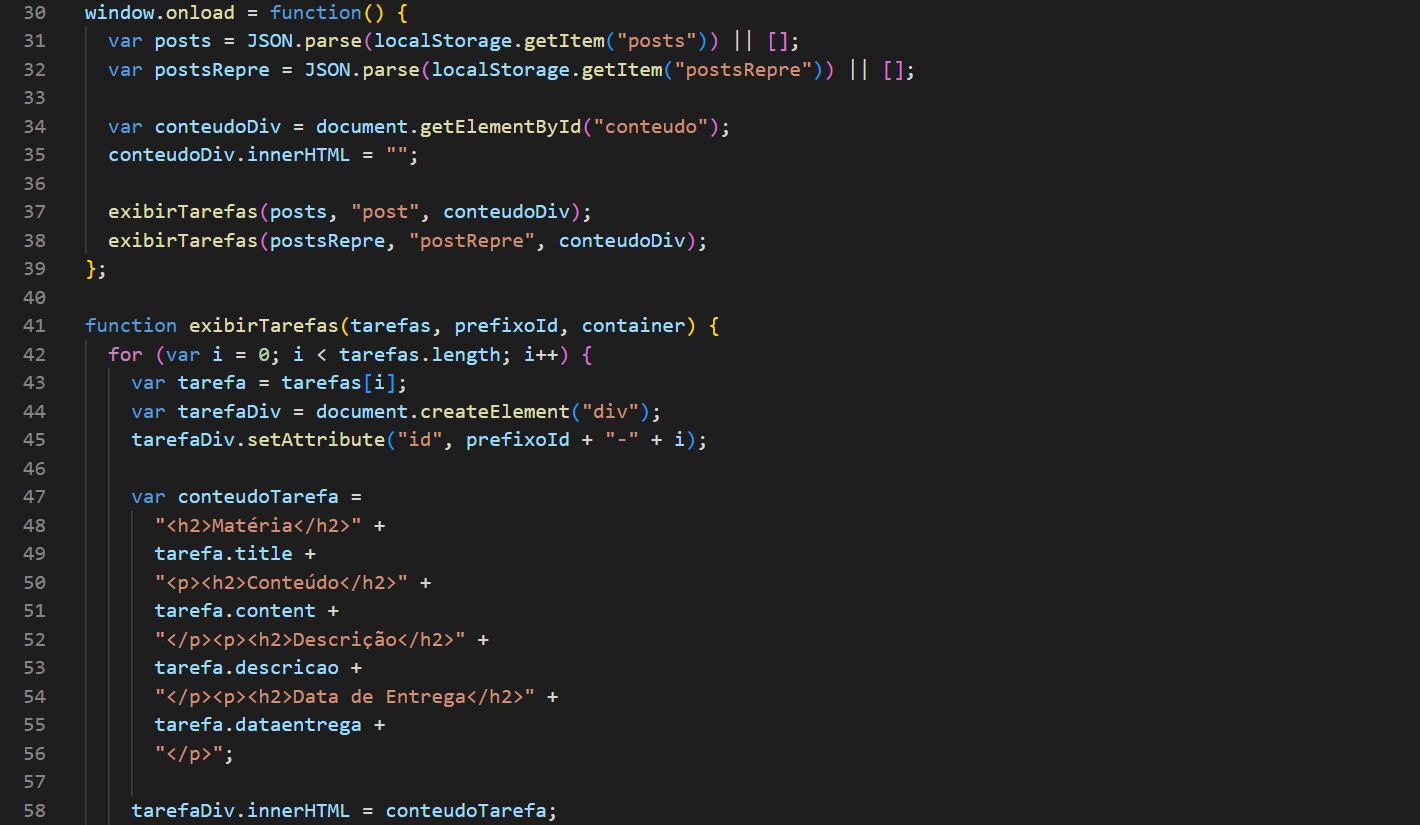 30 window.onload = function() {
31 var posts = JSON.parse(localStorage.getItem("posts")) || [];
32 var postsRepre = JSON.parse(localStorage.getItem("postsRepre")) || [];
33
34 var conteudoDiv = document.getElementById("conteudo");
35 conteudoDiv.innerHTML = "";
36
37 exibirTarefas(posts, "post", conteudoDiv);
38 exibirTarefas(postsRepre, "postRepre", conteudoDiv);
39 };
40
41 function exibirTarefas(tarefas, prefixoId, container) {
42 for (var i = 0; i < tarefas.length; i++) {
43 var tarefa = tarefas[i];
44 var tarefaDiv = document.createElement("div");
45 tarefaDiv.setAttribute("id", prefixoId + "-" + i);
46
47 var conteudoTarefa =
48 "<h2>Matéria</h2>" +
49 tarefa.title +
50 "<p><h2>Conteúdo</h2>" +
51 tarefa.content +
52 "</p><p><h2>Descrição</h2>" +
53 tarefa.descricao +
54 "</p><p><h2>Data de Entrega</h2>" +
55 tarefa.dataentrega +
56 "</p>";
57
58 tarefaDiv.innerHTML = conteudoTarefa;